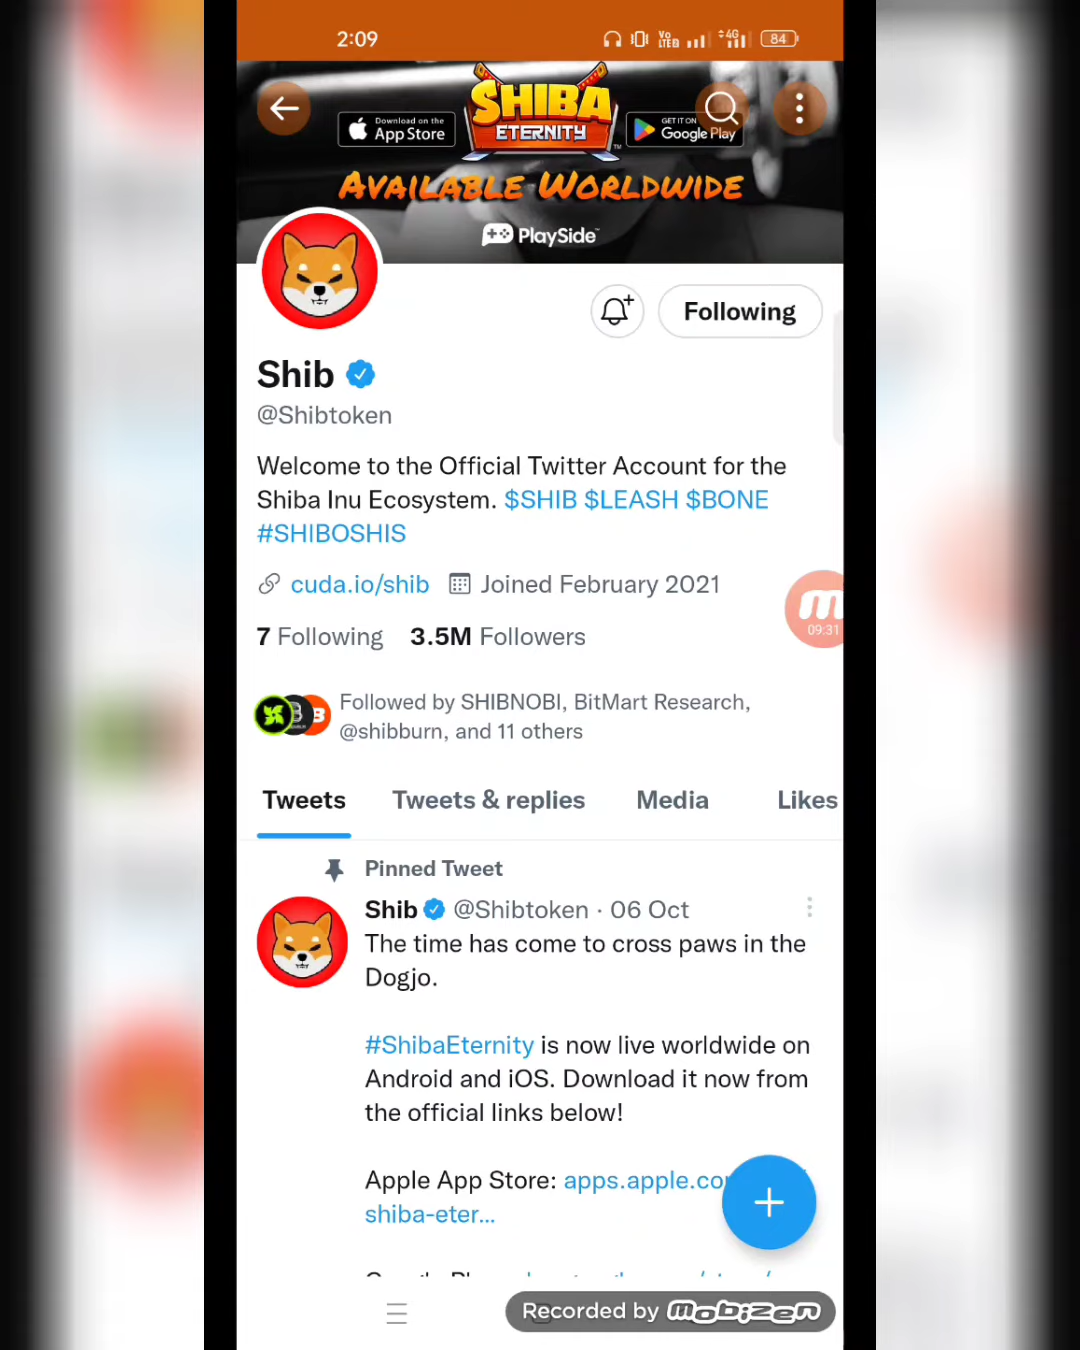 2:09
Vo
LTE
4G
84
SHIBA
ETERNITY
TM
Download on the
App Store
GET IT ON
Google Play
AVAILABLE WORLDWIDE
PlaySide
Following
Shib
@Shibtoken
Welcome to the Official Twitter Account for the
Shiba Inu Ecosystem. $SHIB $LEASH $BONE
#SHIBOSHIS
cuda.io/shib Joined February 2021
09:31
7 Following 3.5M Followers
Followed by SHIBNOBI, BitMart Research,
@shibburn, and 11 others
Tweets Tweets & replies Media Likes
Pinned Tweet
Shib @Shibtoken · 06 Oct
The time has come to cross paws in the
Dogjo.
#ShibaEternity is now live worldwide on
Android and iOS. Download it now from
the official links below!
Apple App Store: apps.apple.co
shiba-eter...
Recorded by mobizen